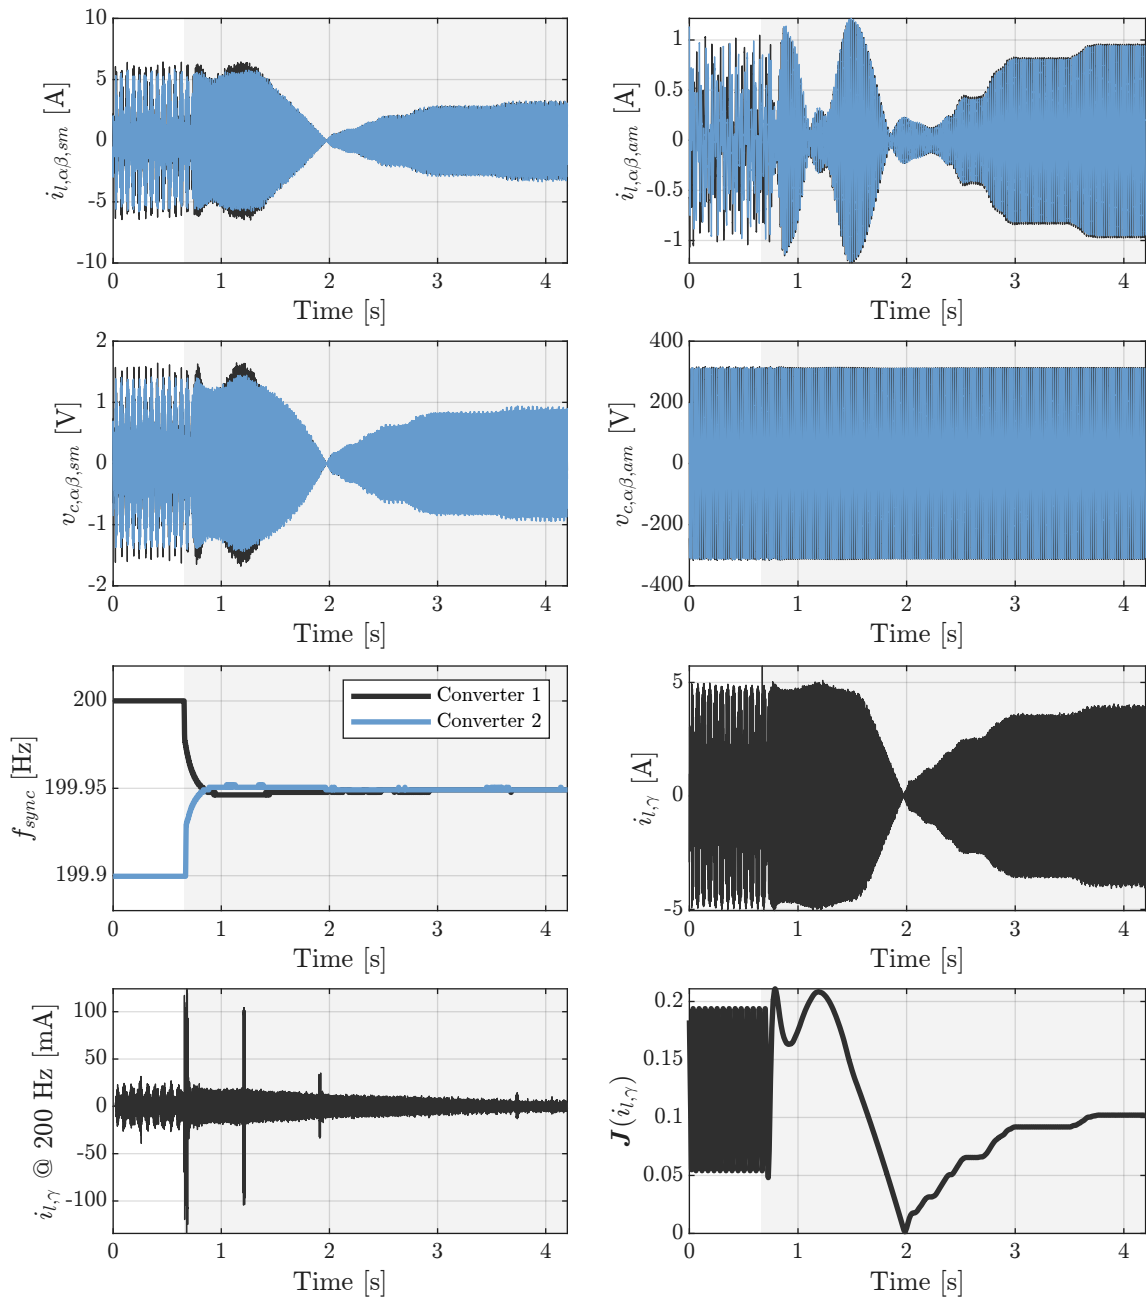 10
5
0
-5
-10
0 1 2 3 4
Time [s]
i_{l,αβ,sm} [A]
1
0.5
0
-0.5
-1
0 1 2 3 4
Time [s]
i_{l,αβ,am} [A]
2
1
0
-1
-2
0 1 2 3 4
Time [s]
v_{c,αβ,sm} [V]
400
200
0
-200
-400
0 1 2 3 4
Time [s]
v_{c,αβ,am} [V]
200
199.95
199.9
0 1 2 3 4
Time [s]
f_{sync} [Hz]
Converter 1
Converter 2
5
0
-5
0 1 2 3 4
Time [s]
i_{l,γ} [A]
100
50
0
-50
-100
0 1 2 3 4
Time [s]
i_{l,γ} @ 200 Hz [mA]
0.2
0.15
0.1
0.05
0
0 1 2 3 4
Time [s]
J(i_{l,γ})